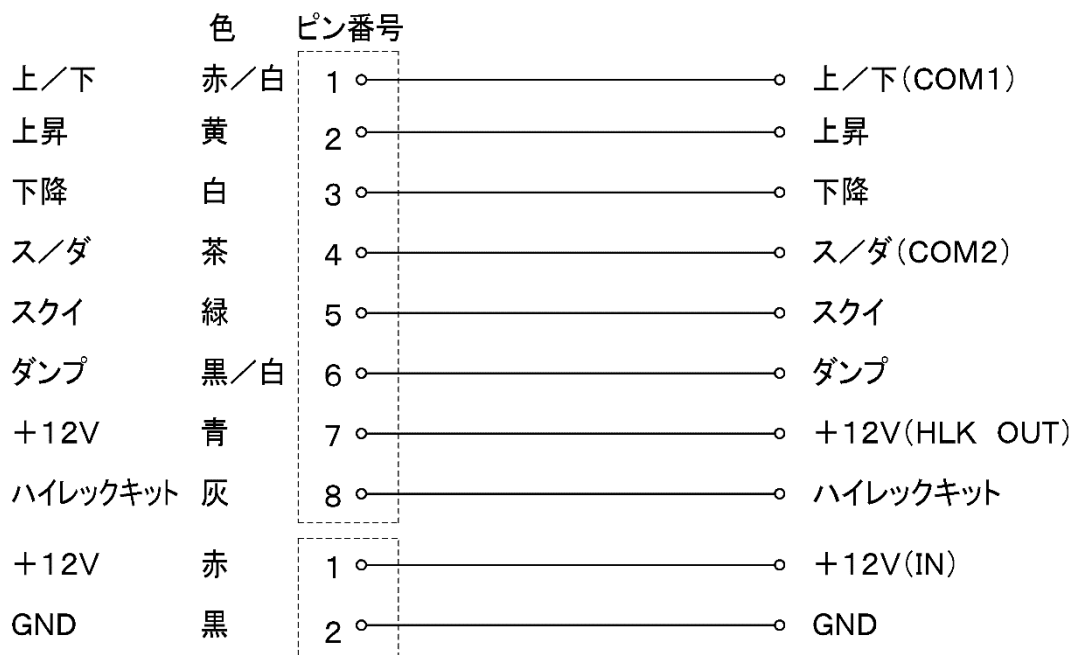 色 ピン番号
上／下 赤／白 1 上／下(COM1)
上昇 黄 2 上昇
下降 白 3 下降
ス／ダ 茶 4 ス／ダ(COM2)
スクイ 緑 5 スクイ
ダンプ 黒／白 6 ダンプ
＋12V 青 7 ＋12V(HLK OUT)
ハイレックキット 灰 8 ハイレックキット
＋12V 赤 1 ＋12V(IN)
GND 黒 2 GND